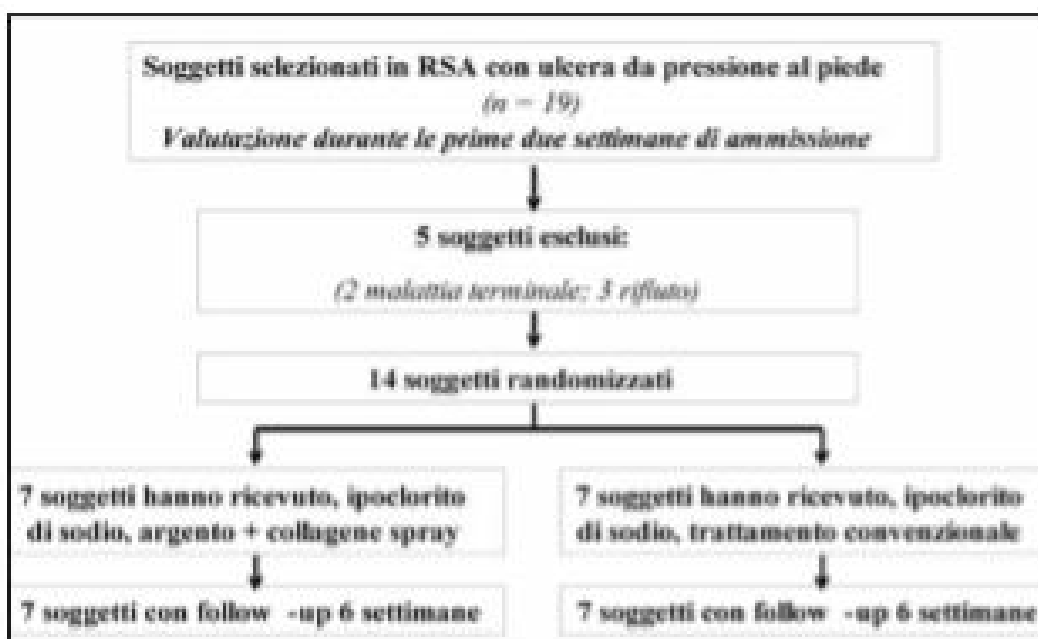 Soggetti selezionati in RSA con ulcera da pressione al piede
(n = 19)
Valutazione durante le prime due settimane di ammissione
5 soggetti esclusi:
(2 malattia terminale; 3 rifiuto)
14 soggetti randomizzati
7 soggetti hanno ricevuto, ipoclorito
di sodio, argento + collagene spray
7 soggetti hanno ricevuto, ipoclorito
di sodio, trattamento convenzionale
7 soggetti con follow -up 6 settimane
7 soggetti con follow -up 6 settimane